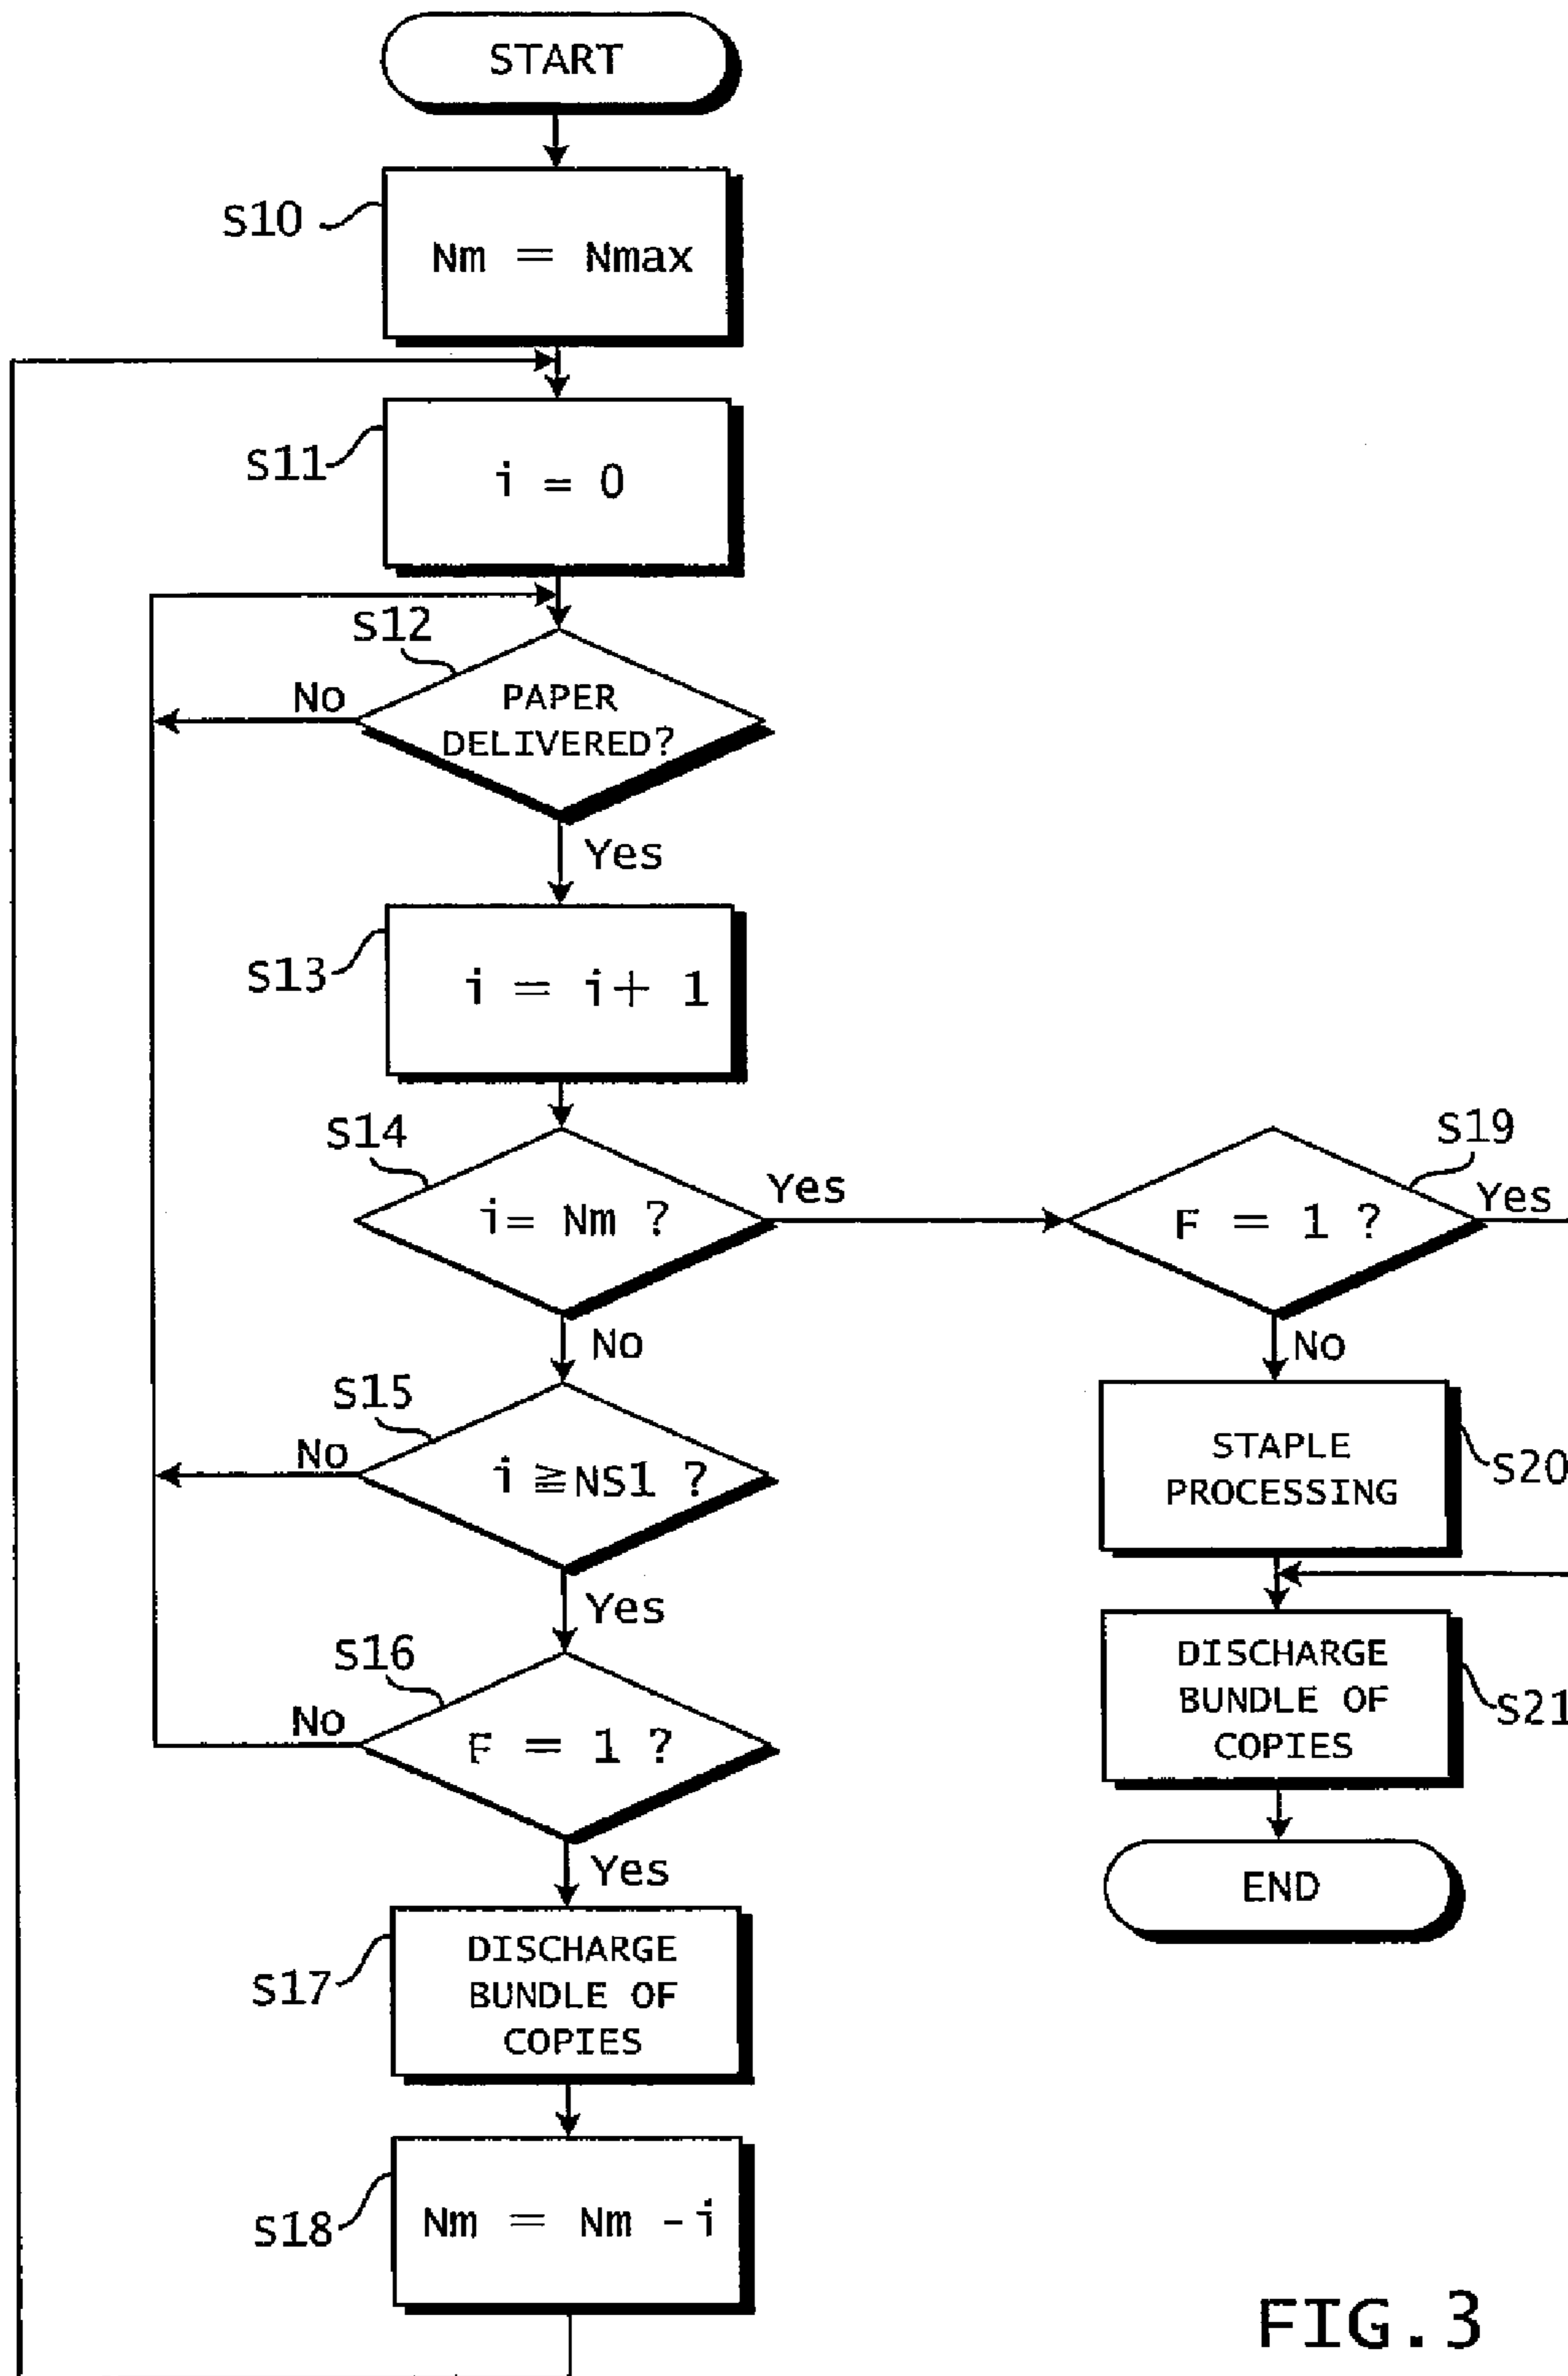 START
S10
Nm = Nmax
S11
i = 0
S12
No
PAPER
DELIVERED?
Yes
S13
i = i+ 1
S14
i= Nm ?
Yes
S19
F = 1 ?
Yes
No
No
S15
No
i ≧NS1 ?
STAPLE
PROCESSING
S20
Yes
S16
No
F = 1 ?
DISCHARGE
BUNDLE OF
COPIES
S21
Yes
END
S17
DISCHARGE
BUNDLE OF
COPIES
S18
Nm = Nm -i
FIG.3